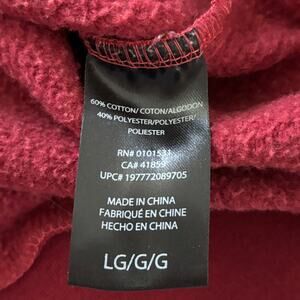 60% COTTON/ COTON/ALGODON
40% POLYESTER/POLYESTER/
POLIESTER
RN# 0101531
CA# 41859
UPC# 197772089705
MADE IN CHINA
FABRIQUÉ EN CHINE
HECHO EN CHINA
LG/G/G